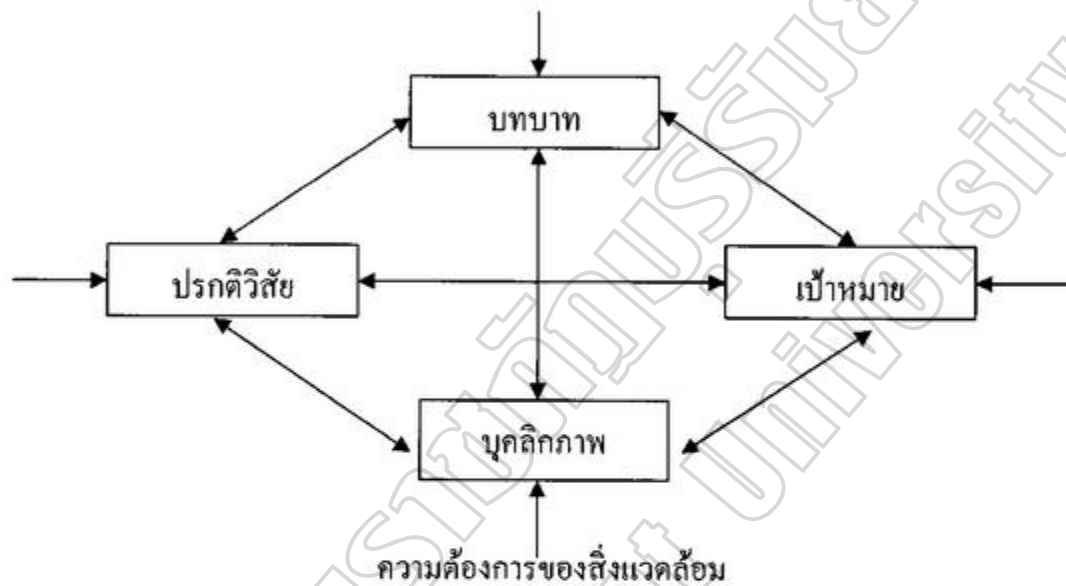 บทบาท
ปรกติวิสัย
เป้าหมาย
บุคลิกภาพ
ความต้องการของสิ่งแวดล้อม
University